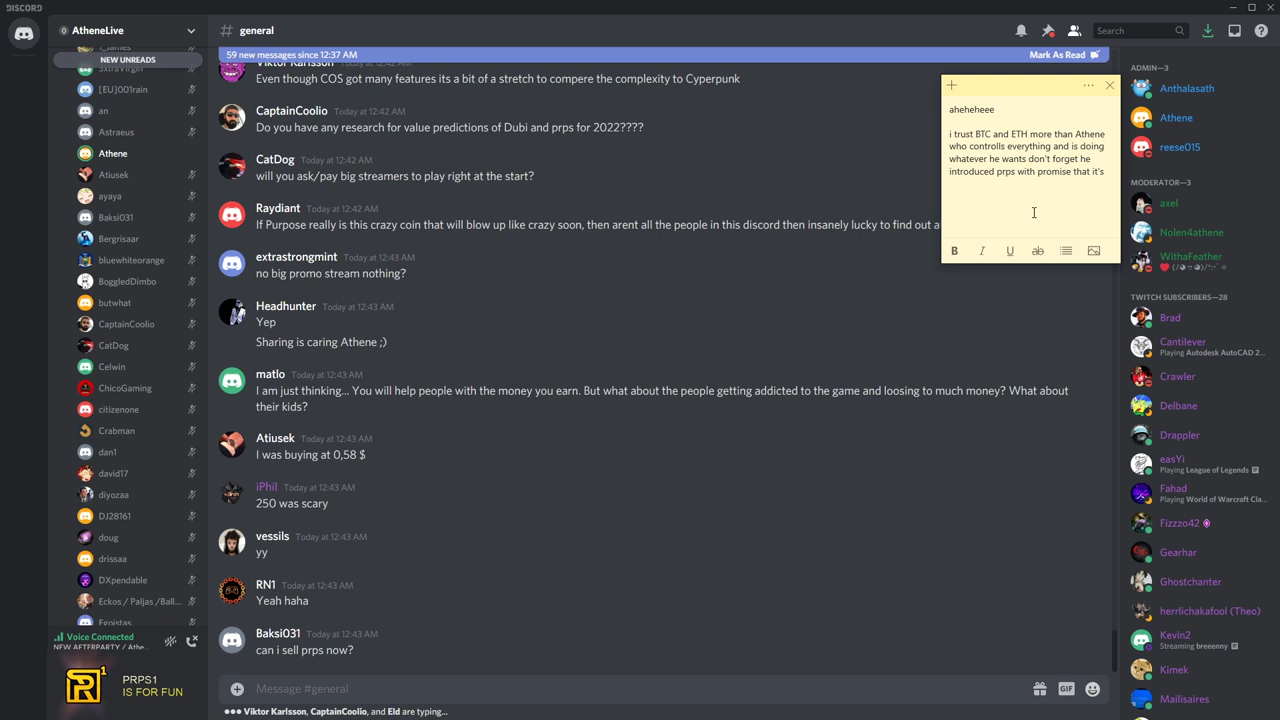 DISCORD
AtheneLive
# general
Search
NEW UNREADS
[EU]001rain
an
Astraeus
Athene
Atiusek
ayaya
Baksi031
Bergrisaar
bluewhiteorange
BoggledDimbo
butwhat
CaptainCoolio
CatDog
Celwin
ChicoGaming
citizenone
Crabman
dan1
david17
diyozaa
DJ28161
doug
drissaa
DXpendable
Eckos / Paljas /Ball...
Egoistas
Voice Connected
NEW AFTERPARTY / Athe...
PRPS1
IS FOR FUN
59 new messages since 12:37 AM
Mark As Read
Viktor Karlsson Today at 12:42 AM
Even though COS got many features its a bit of a stretch to compere the complexity to Cyperpunk
CaptainCoolio Today at 12:42 AM
Do you have any research for value predictions of Dubi and prps for 2022????
CatDog Today at 12:42 AM
will you ask/pay big streamers to play right at the start?
Raydiant Today at 12:42 AM
If Purpose really is this crazy coin that will blow up like crazy soon, then arent all the people in this discord then insanely lucky to find out a
extrastrongmint Today at 12:43 AM
no big promo stream nothing?
Headhunter Today at 12:43 AM
Yep
Sharing is caring Athene ;)
matlo Today at 12:43 AM
I am just thinking... You will help people with the money you earn. But what about the people getting addicted to the game and loosing to much money? What about
their kids?
Atiusek Today at 12:43 AM
I was buying at 0,58 $
iPhil Today at 12:43 AM
250 was scary
vessils Today at 12:43 AM
yy
RN1 Today at 12:43 AM
Yeah haha
Baksi031 Today at 12:43 AM
can i sell prps now?
Message #general
GIF
Viktor Karlsson, CaptainCoolio, and Eld are typing...
aheheheee
i trust BTC and ETH more than Athene
who controlls everything and is doing
whatever he wants don't forget he
introduced prps with promise that it's
B I U ab
ADMIN—3
Anthalasath
Athene
reese015
MODERATOR—3
axel
Nolen4athene
WithaFeather
TWITCH SUBSCRIBERS—28
Brad
Cantilever
Playing Autodesk AutoCAD 2...
Crawler
Delbane
Drappler
easYi
Playing League of Legends
Fahad
Playing World of Warcraft Cla...
Fizzzo42
Gearhar
Ghostchanter
herrlichakafool (Theo)
Kevin2
Streaming breeenny
Kimek
Mailisaires